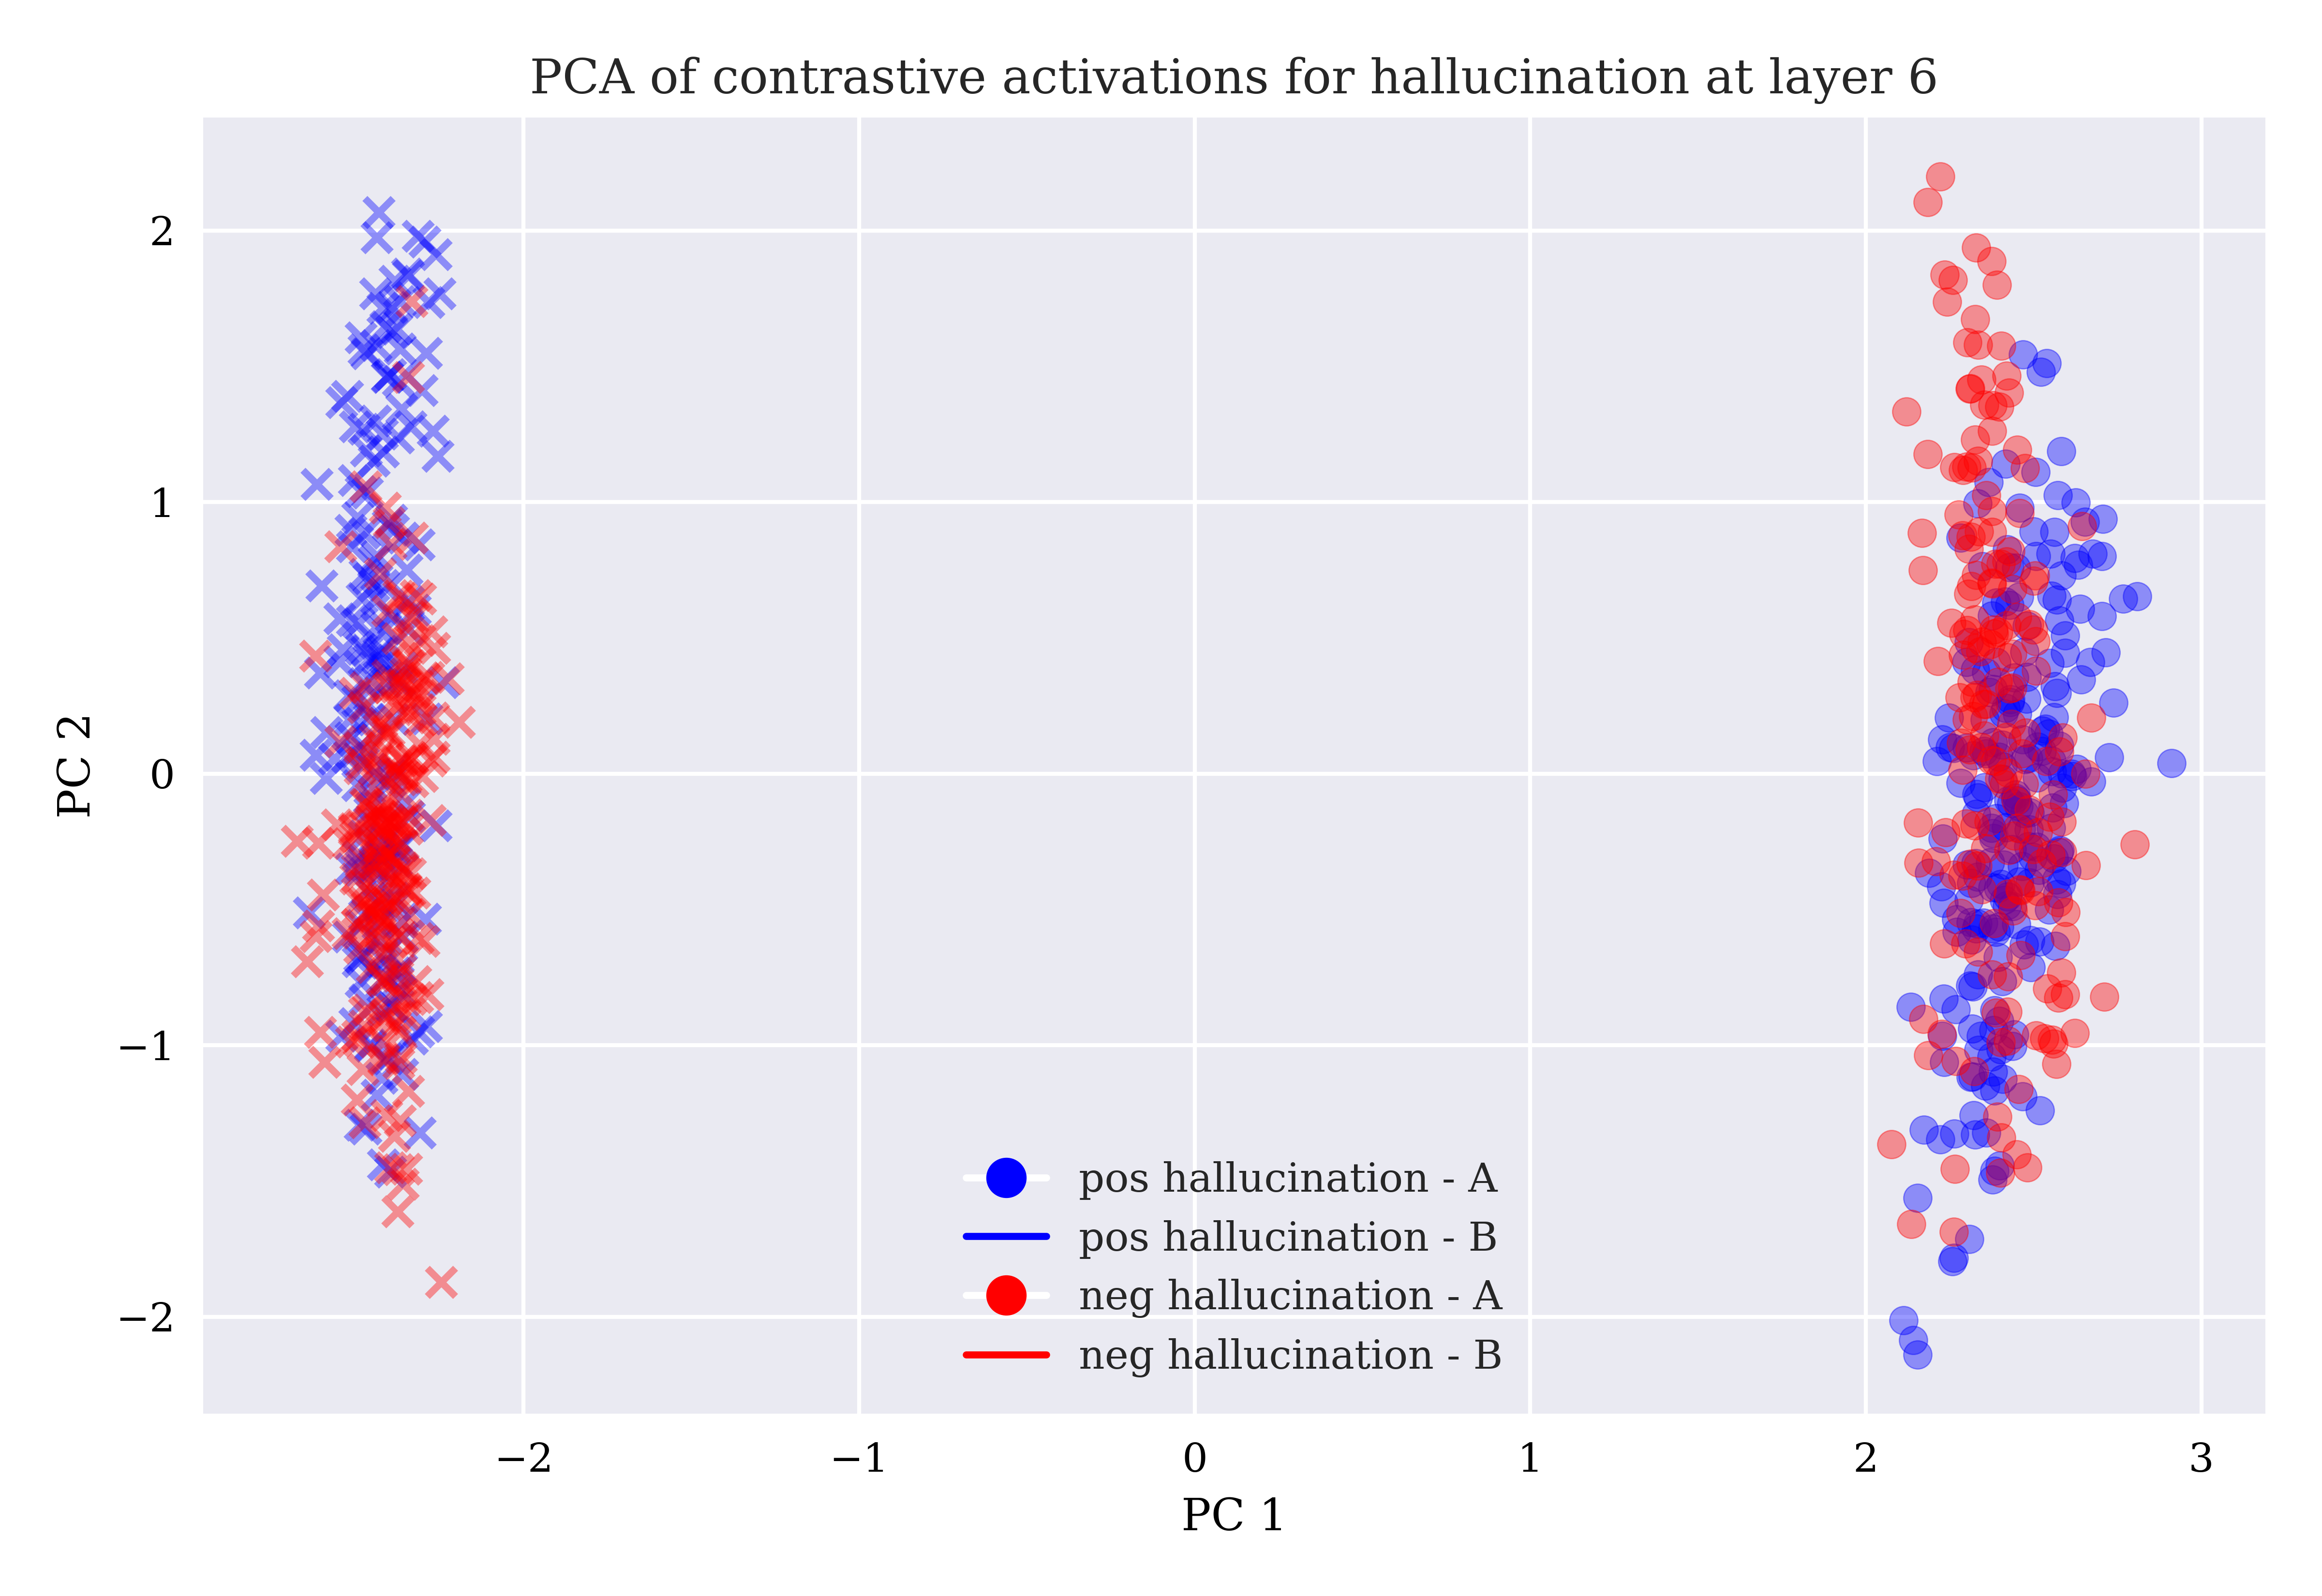 PCA of contrastive activations for hallucination at layer 6
2
1
0
−1
−2
PC 2
pos hallucination - A
pos hallucination - B
neg hallucination - A
neg hallucination - B
−2
−1
0
1
2
3
PC 1